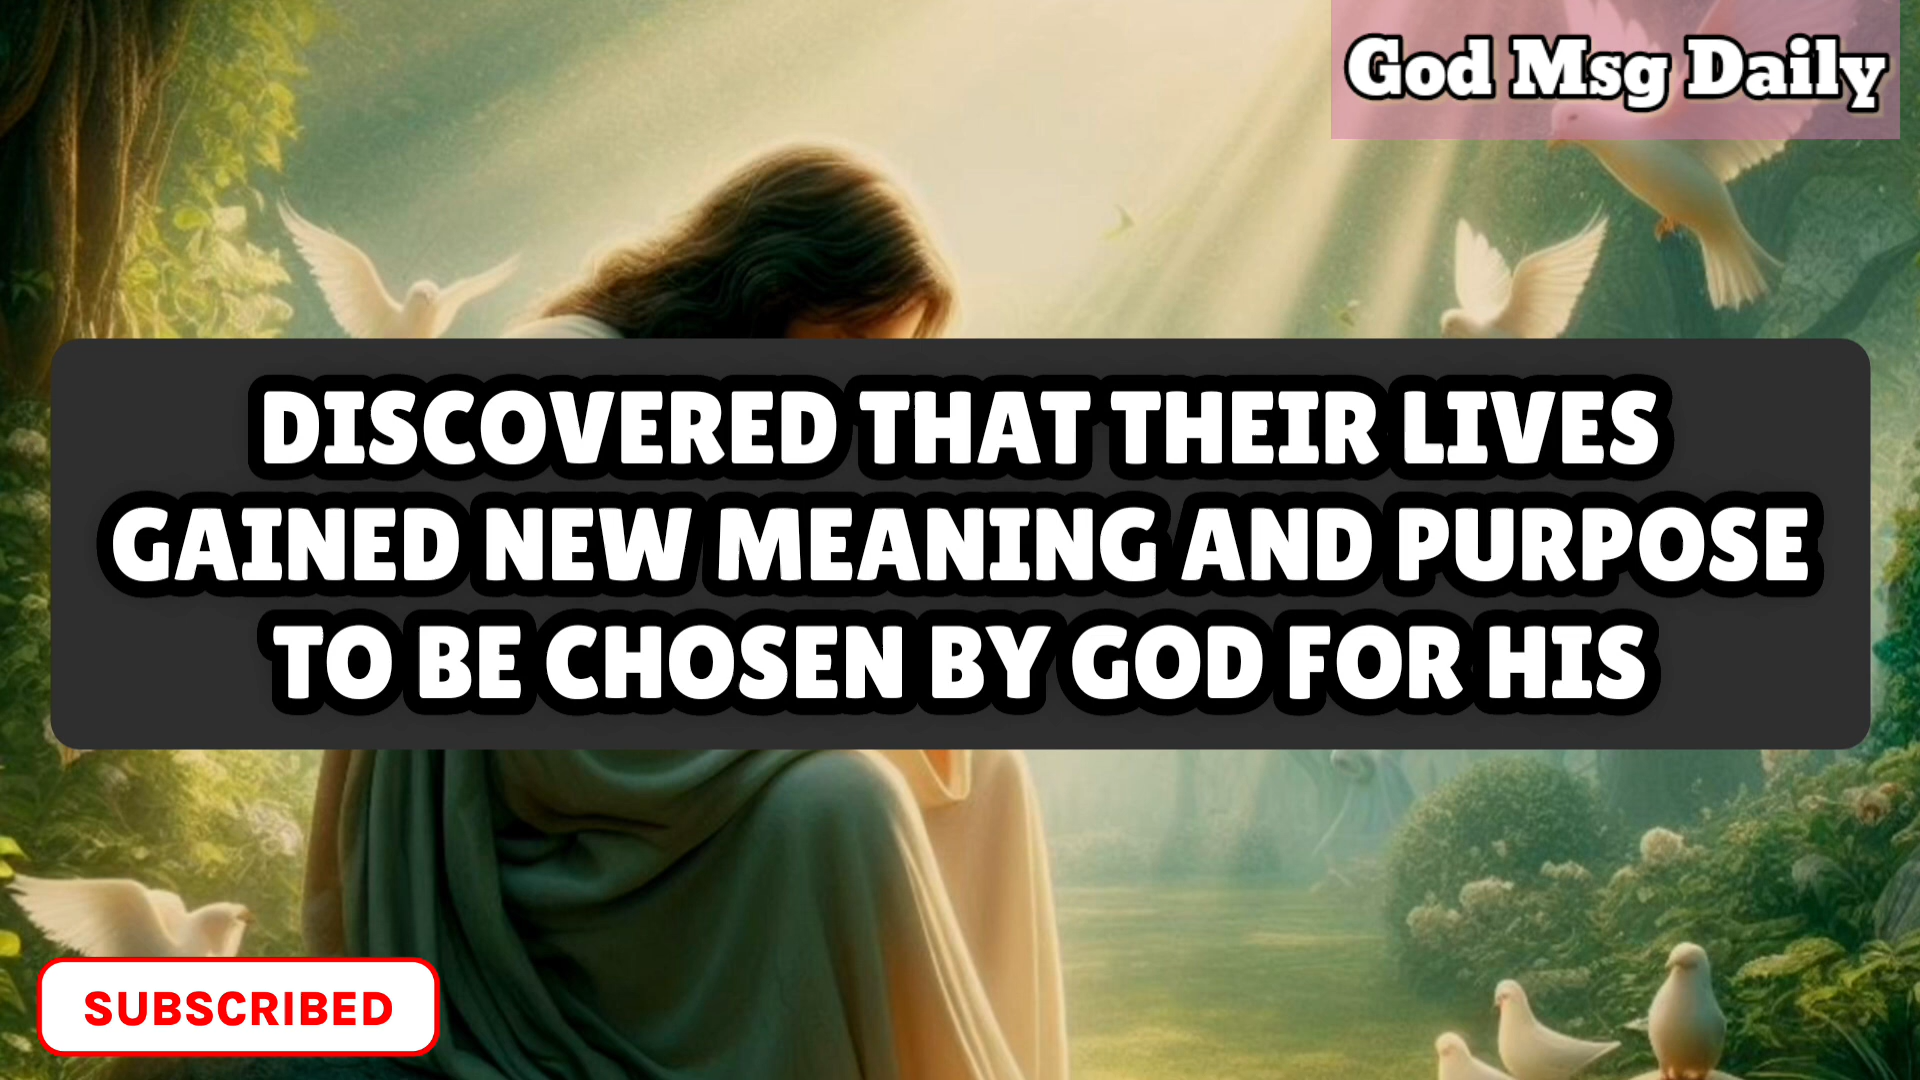 God Msg Daily
DISCOVERED THAT THEIR LIVES
GAINED NEW MEANING AND PURPOSE
TO BE CHOSEN BY GOD FOR HIS
SUBSCRIBED